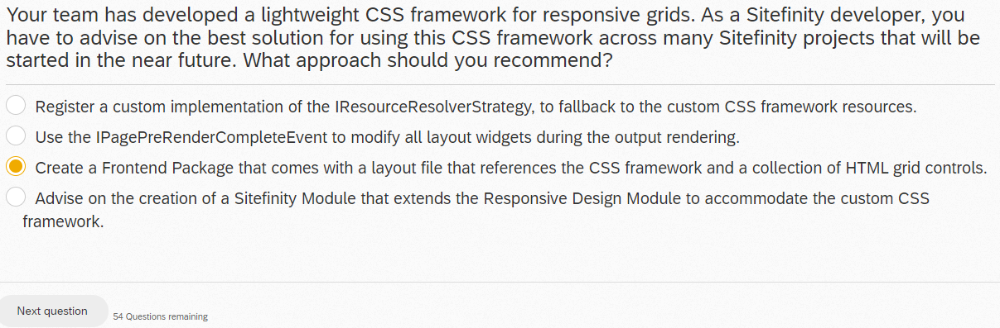 Your team has developed a lightweight CSS framework for responsive grids. As a Sitefinity developer, you
have to advise on the best solution for using this CSS framework across many Sitefinity projects that will be
started in the near future. What approach should you recommend?
Register a custom implementation of the IResourceResolverStrategy, to fallback to the custom CSS framework resources.
Use the IPagePreRenderCompleteEvent to modify all layout widgets during the output rendering.
Create a Frontend Package that comes with a layout file that references the CSS framework and a collection of HTML grid controls.
Advise on the creation of a Sitefinity Module that extends the Responsive Design Module to accommodate the custom CSS
framework.
Next question
54 Questions remaining